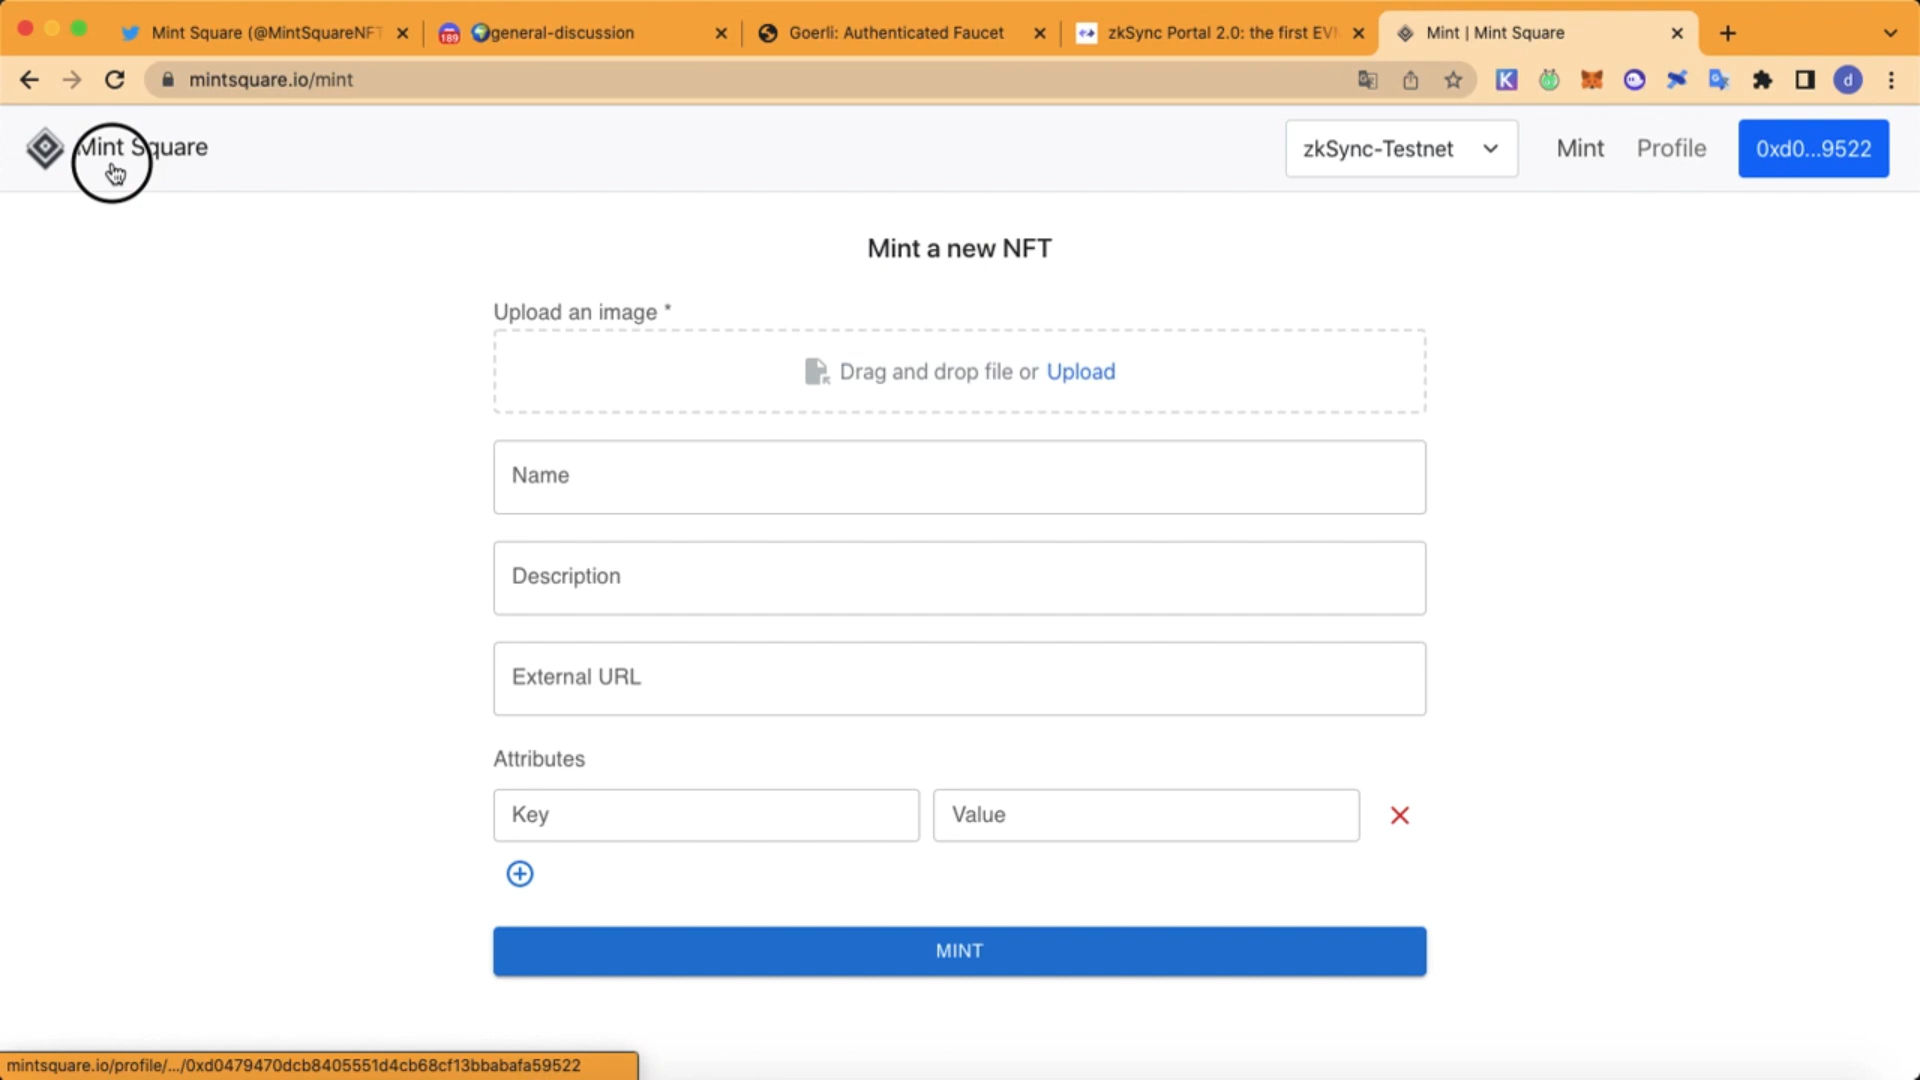 Mint Square (@MintSquareNFT
189
general-discussion
Goerli: Authenticated Faucet
zkSync Portal 2.0: the first EVM
Mint | Mint Square
mintsquare.io/mint
K
d
Mint Square
zkSync-Testnet
Mint
Profile
0xd0...9522
Mint a new NFT
Upload an image *
Drag and drop file or Upload
Name
Description
External URL
Attributes
Key
Value
MINT
mintsquare.io/profile/.../0xd0479470dcb8405551d4cb68cf13bbabafa59522